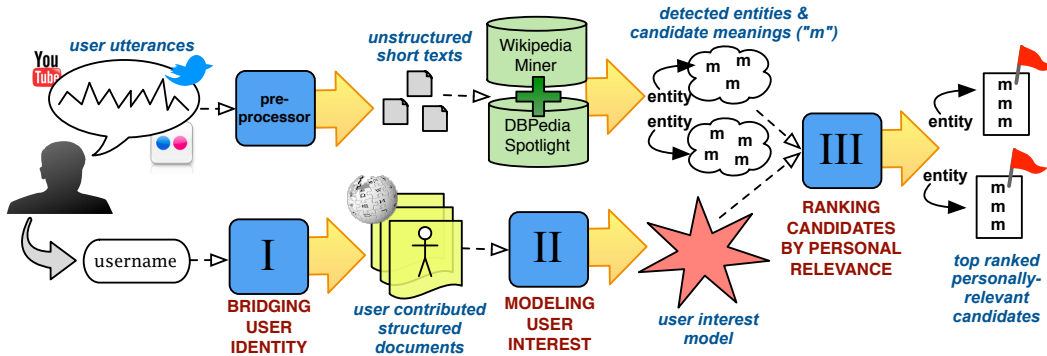 user utterances
You
Tube
pre-
processor
unstructured
short texts
Wikipedia
Miner
DBPedia
Spotlight
detected entities &
candidate meanings ("m")
entity
m
m
m
entity
m
m
m
m
III
RANKING
CANDIDATES
BY PERSONAL
RELEVANCE
entity
m
m
m
entity
m
m
m
top ranked
personally-
relevant
candidates
username
I
BRIDGING
USER
IDENTITY
user contributed
structured
documents
II
MODELING
USER
INTEREST
user interest
model